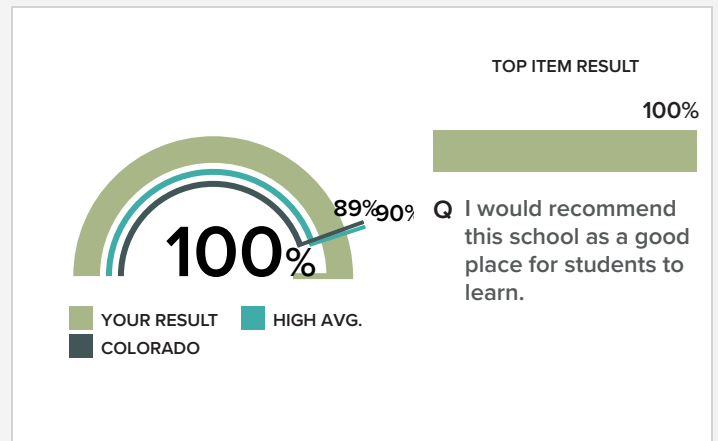 TOP ITEM RESULT
100%
89%
90%
100%
Q I would recommend
this school as a good
place for students to
learn.
YOUR RESULT
HIGH AVG.
COLORADO